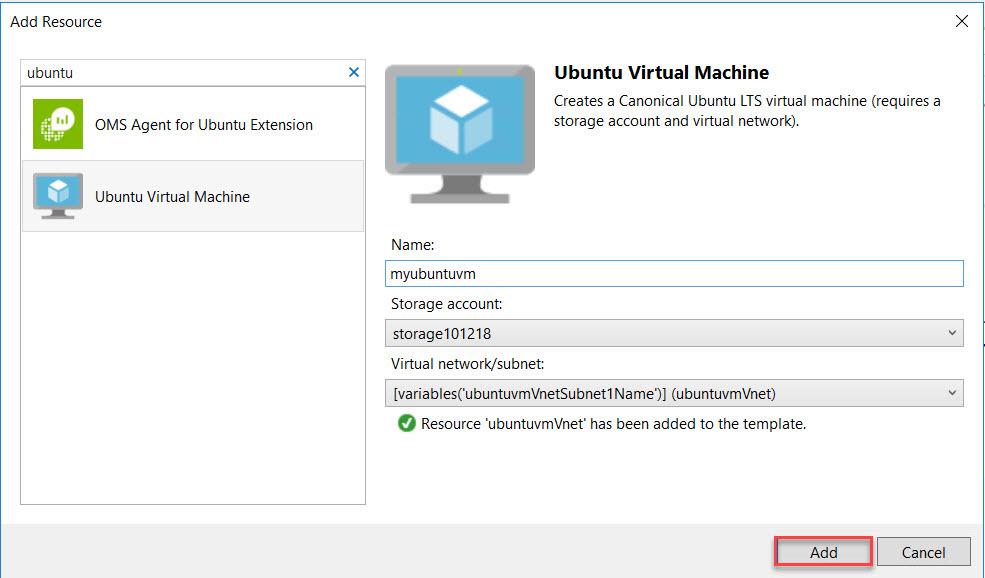 Add Resource
ubuntu
OMS Agent for Ubuntu Extension
Ubuntu Virtual Machine
Ubuntu Virtual Machine
Creates a Canonical Ubuntu LTS virtual machine (requires a
storage account and virtual network).
Name:
myubuntuvm
Storage account:
storage101218
Virtual network/subnet:
[variables('ubuntuvmVnetSubnet1Name')] (ubuntuvmVnet)
Resource 'ubuntuvmVnet' has been added to the template.
Add
Cancel